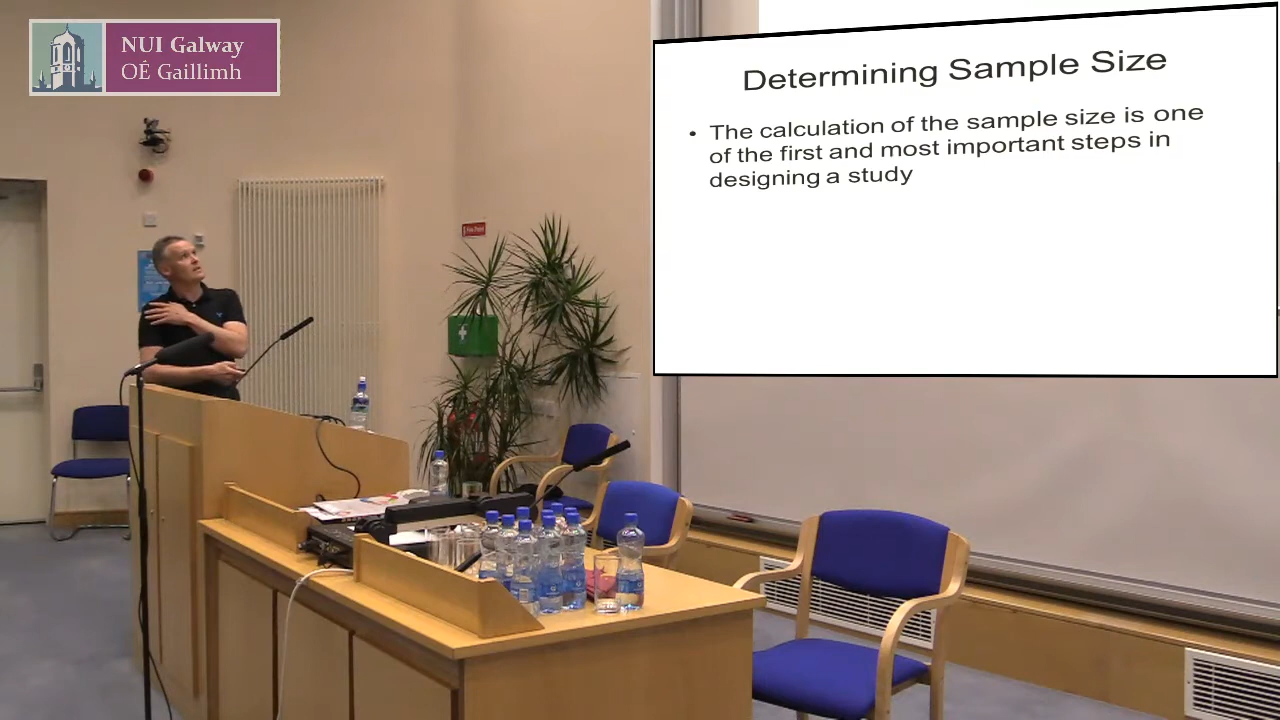 NUI Galway
OÉ Gaillimh
Determining Sample Size
• The calculation of the sample size is one
of the first and most important steps in
designing a study